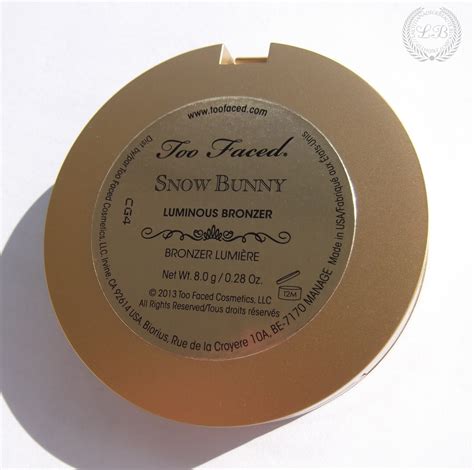 www.toofaced.com
Too Faced.
SNOW BUNNY
LUMINOUS BRONZER
BRONZER LUMIÈRE
Net Wt. 8.0 g / 0.28 Oz.
12M
© 2013 Too Faced Cosmetics, LLC
All Rights Reserved/Tous droits réservés
CG4
Dist. by/par Too Faced Cosmetics, LLC, Irvine, CA 92614 USA, Biorius, Rue de la Croyere 10A, BE-7170 MANAGE Made in USA/Fabriqué aux États-Unis
LB